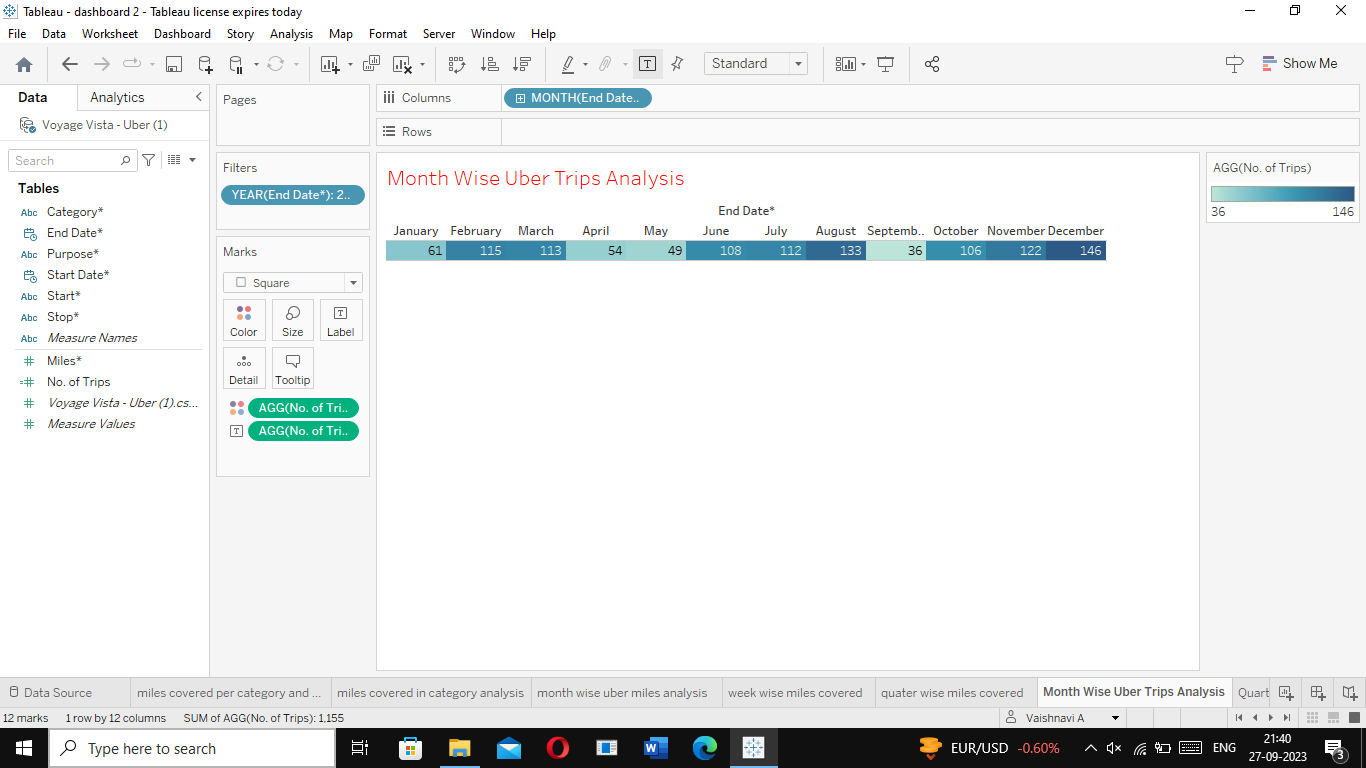 Tableau - dashboard 2 - Tableau license expires today
File Data Worksheet Dashboard Story Analysis Map Format Server Window Help
Standard Show Me
Data Analytics
Voyage Vista - Uber (1)
Search
Tables
Abc Category*
End Date*
Abc Purpose*
Start Date*
Abc Start*
Abc Stop*
Abc Measure Names
Miles*
No. of Trips
Voyage Vista - Uber (1).cs...
Measure Values
Pages
Filters
YEAR(End Date*): 2..
Marks
Square
Color Size Label
Detail Tooltip
AGG(No. of Tri..
AGG(No. of Tri..
Columns MONTH(End Date..
Rows
Month Wise Uber Trips Analysis
End Date*
January February March April May June July August Septemb.. October November December
61 115 113 54 49 108 112 133 36 106 122 146
AGG(No. of Trips)
36 146
Data Source miles covered per category and ... miles covered in category analysis month wise uber miles analysis week wise miles covered quater wise miles covered Month Wise Uber Trips Analysis Quart
12 marks 1 row by 12 columns SUM of AGG(No. of Trips): 1,155 Vaishnavi A
Type here to search EUR/USD -0.60% ENG 21:40
27-09-2023 3